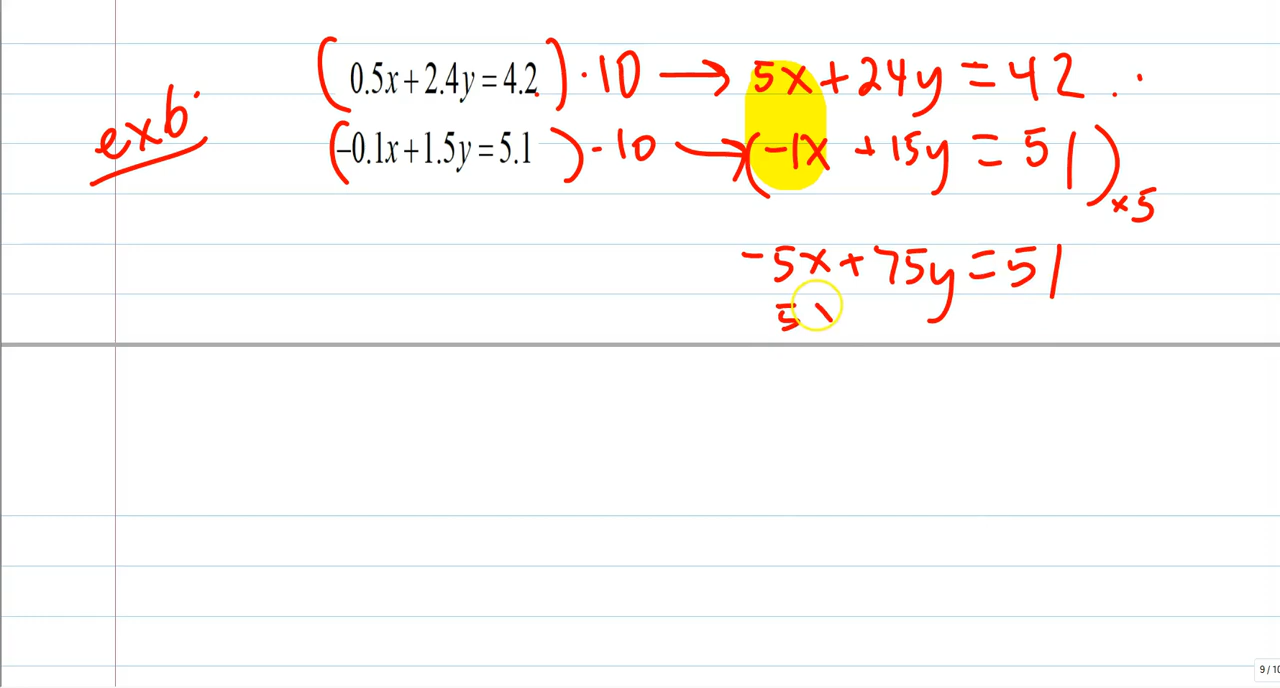 (0.5x+2.4y=4.2) · 10 → 5x+24y=42
exb.
(−0.1x+1.5y=5.1) · 10 → (-1x+15y=51)×5
-5x+75y=51
5
9 / 10